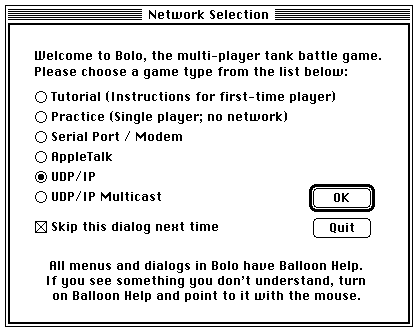 Network Selection
Welcome to Bolo, the multi-player tank battle game.
Please choose a game type from the list below:
Tutorial (Instructions for first-time player)
Practice (Single player; no network)
Serial Port / Modem
AppleTalk
UDP/IP
UDP/IP Multicast
OK
Skip this dialog next time
Quit
All menus and dialogs in Bolo have Balloon Help.
If you see something you don't understand, turn
on Balloon Help and point to it with the mouse.